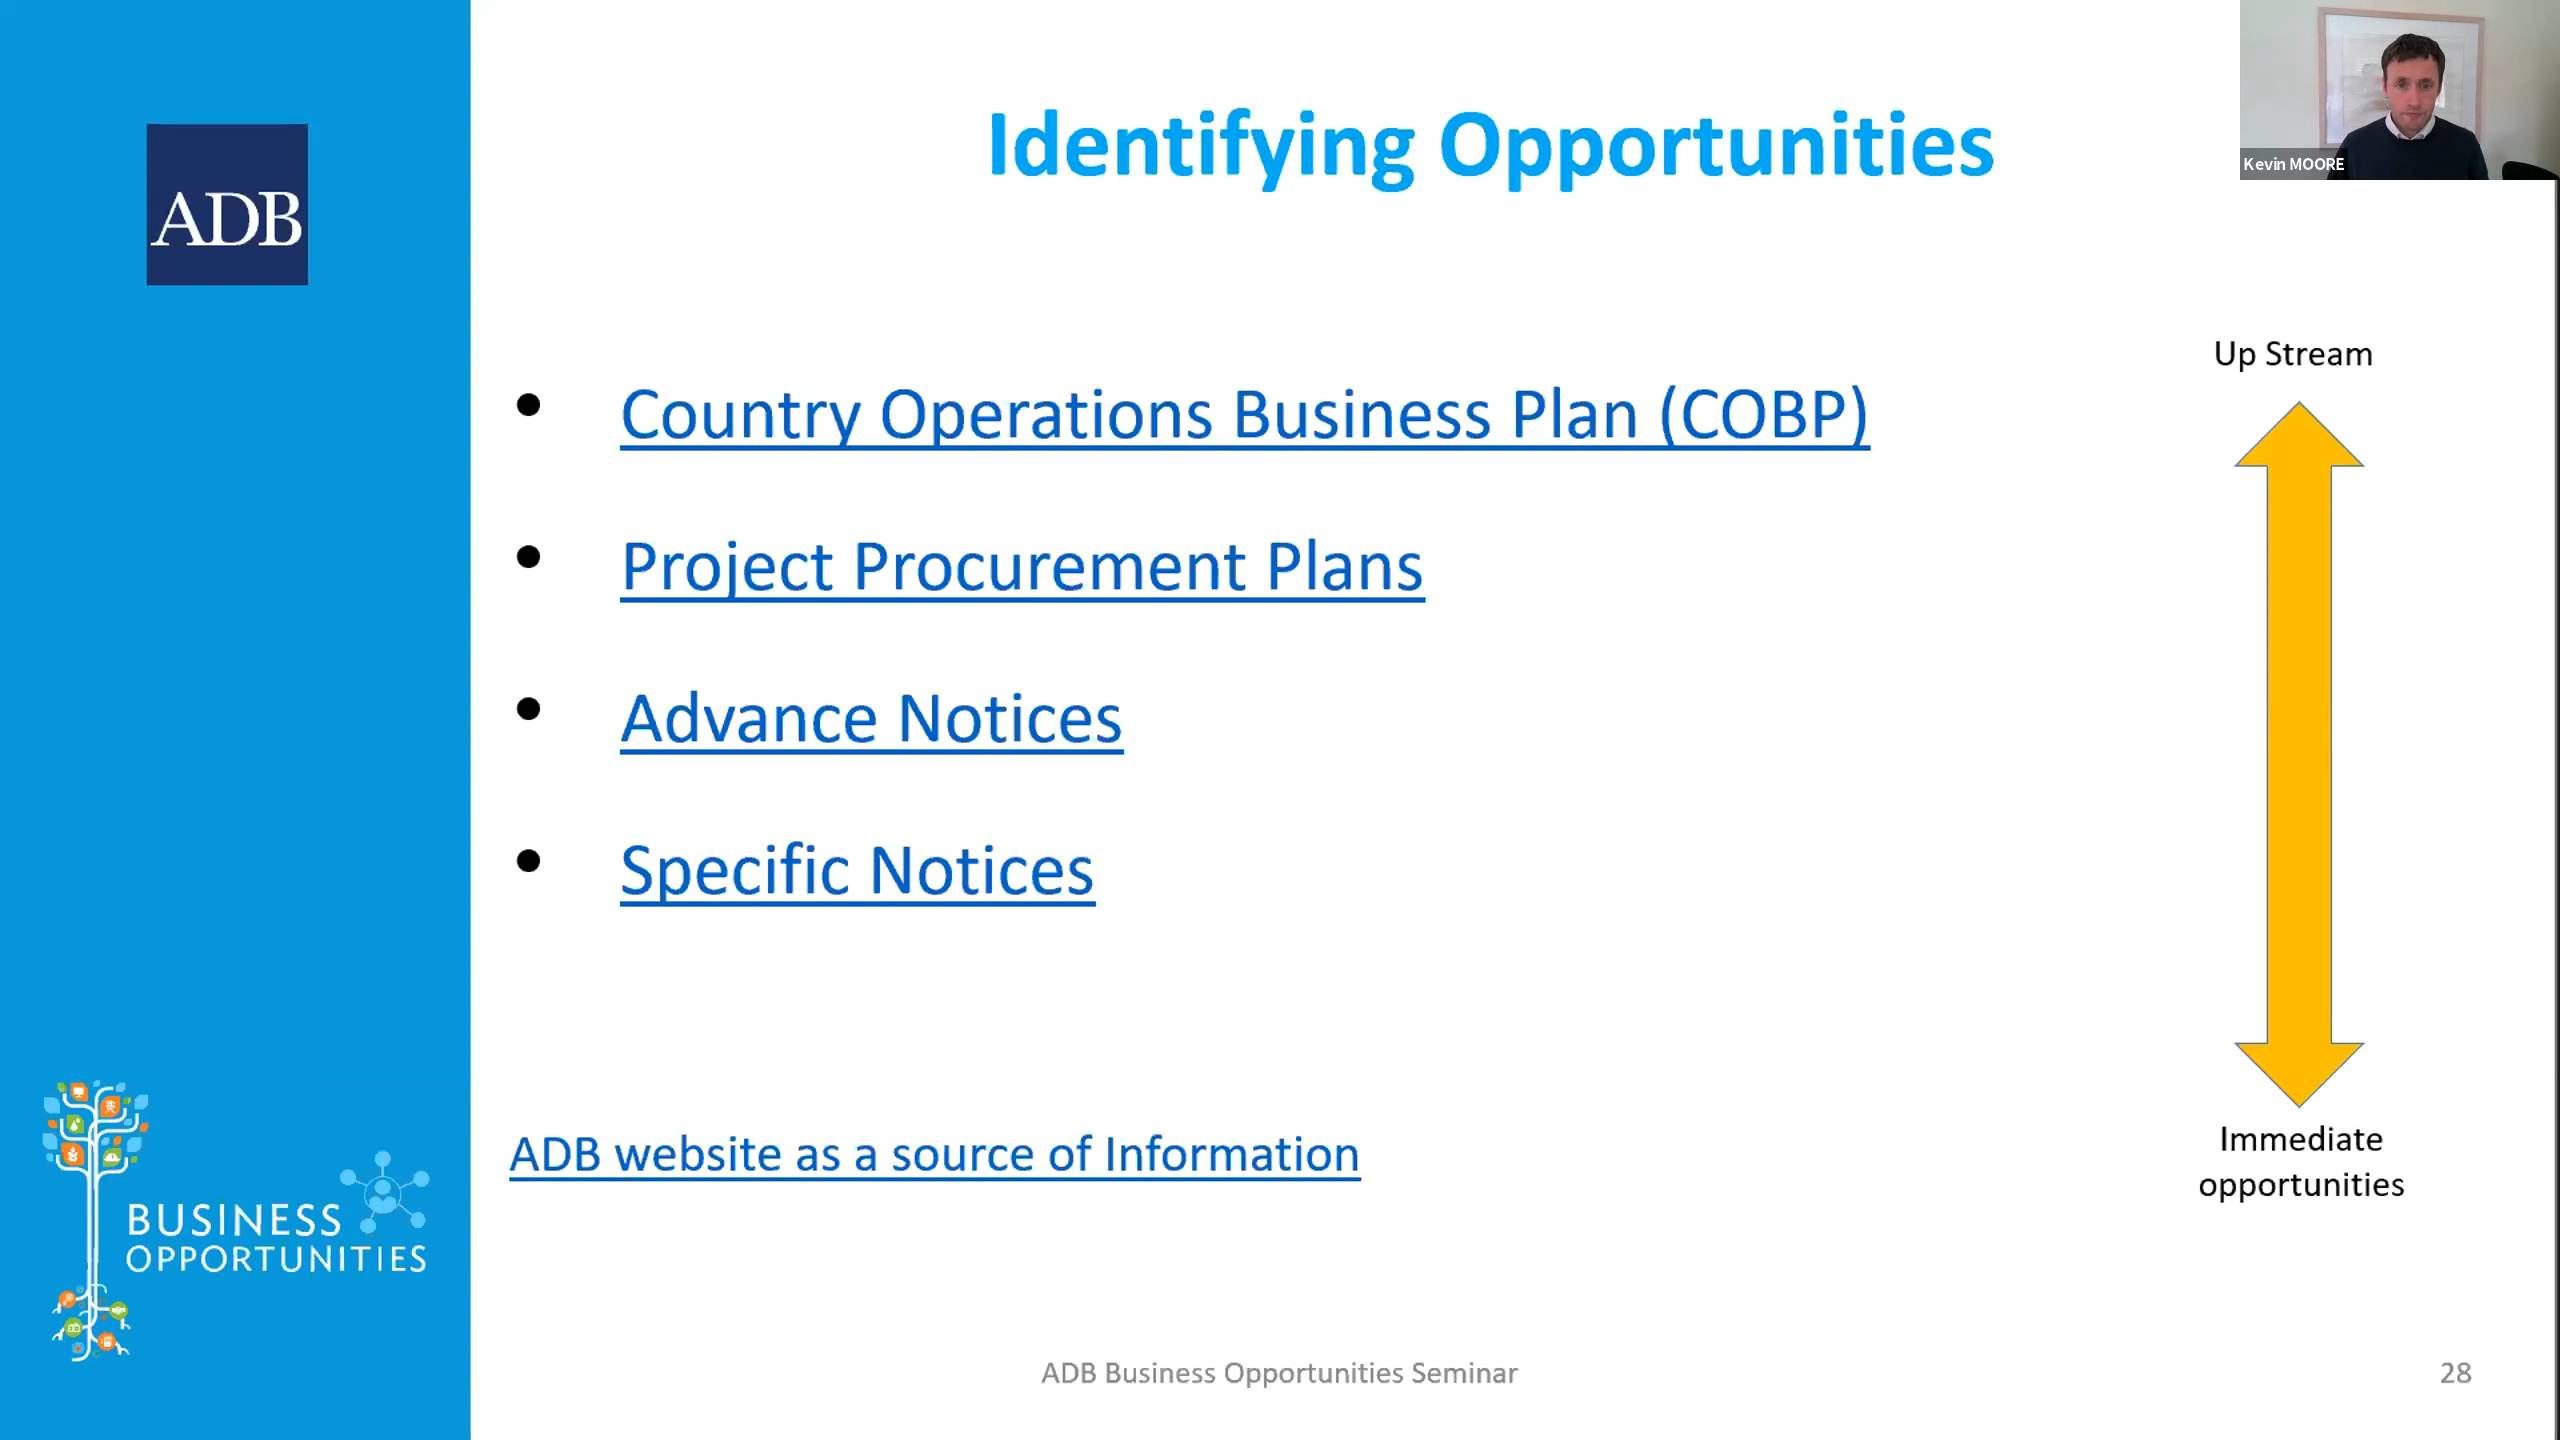 Identifying Opportunities
Kevin MOORE
ADB
Up Stream
• Country Operations Business Plan (COBP)
• Project Procurement Plans
• Advance Notices
• Specific Notices
ADB website as a source of Information
Immediate
opportunities
BUSINESS
OPPORTUNITIES
ADB Business Opportunities Seminar
28